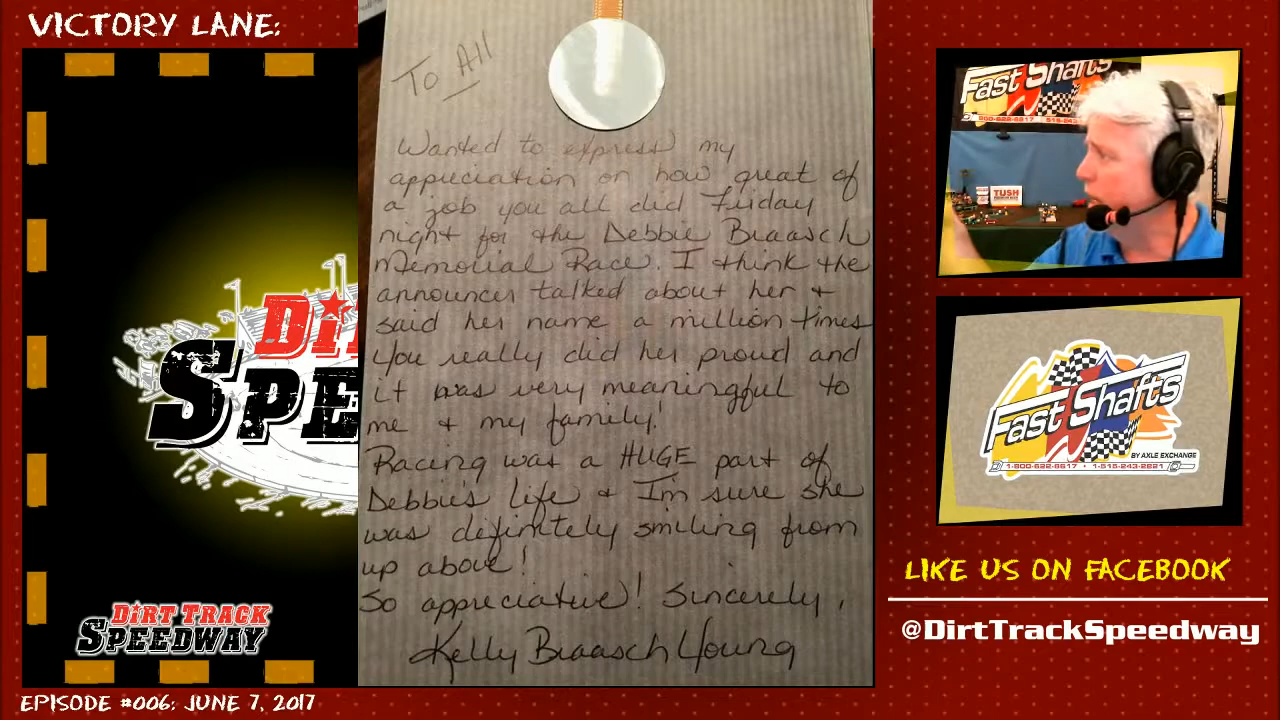 VICTORY LANE:
To All
Wanted to express my
appreciation on how great of
a job you all did Friday
night for the Debbie Braasch
Memorial Race. I think the
announcer talked about her +
said her name a million times
You really did her proud and
it was very meaningful to
me + my family!
Racing was a HUGE part of
Debbies life + I'm sure she
was definitely smiling from
up above!
So appreciative! Sincerely,
Kelly Braasch Young
DIRT TRACK
SPEEDWAY
EPISODE #006: JUNE 7, 2017
FAST SHAFTS
TUSH
FAST SHAFTS
BY AXLE EXCHANGE
1-800-622-8617 • 1-515-243-2821
LIKE US ON FACEBOOK
@DirtTrackSpeedway